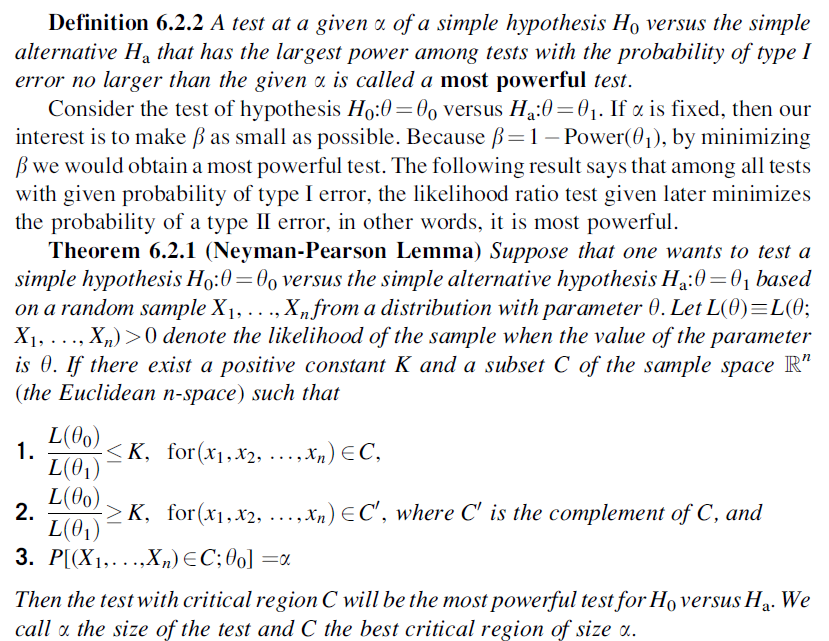 Definition 6.2.2 A test at a given α of a simple hypothesis H₀ versus the simple
alternative Hₐ that has the largest power among tests with the probability of type I
error no larger than the given α is called a most powerful test.
Consider the test of hypothesis H₀:θ=θ₀ versus Hₐ:θ=θ₁. If α is fixed, then our
interest is to make β as small as possible. Because β=1 – Power(θ₁), by minimizing
β we would obtain a most powerful test. The following result says that among all tests
with given probability of type I error, the likelihood ratio test given later minimizes
the probability of a type II error, in other words, it is most powerful.
Theorem 6.2.1 (Neyman-Pearson Lemma) Suppose that one wants to test a
simple hypothesis H₀:θ=θ₀ versus the simple alternative hypothesis Hₐ:θ=θ₁ based
on a random sample X₁, . . ., Xₙ from a distribution with parameter θ. Let L(θ)≡L(θ;
X₁, . . ., Xₙ)>0 denote the likelihood of the sample when the value of the parameter
is θ. If there exist a positive constant K and a subset C of the sample space ℝⁿ
(the Euclidean n-space) such that
1. L(θ₀)/L(θ₁) ≤ K, for(x₁,x₂, ...,xₙ)∈C,
2. L(θ₀)/L(θ₁) ≥ K, for(x₁,x₂, ...,xₙ)∈C′, where C′ is the complement of C, and
3. P[(X₁,. . .,Xₙ)∈C;θ₀] =α
Then the test with critical region C will be the most powerful test for H₀ versus Hₐ. We
call α the size of the test and C the best critical region of size α.